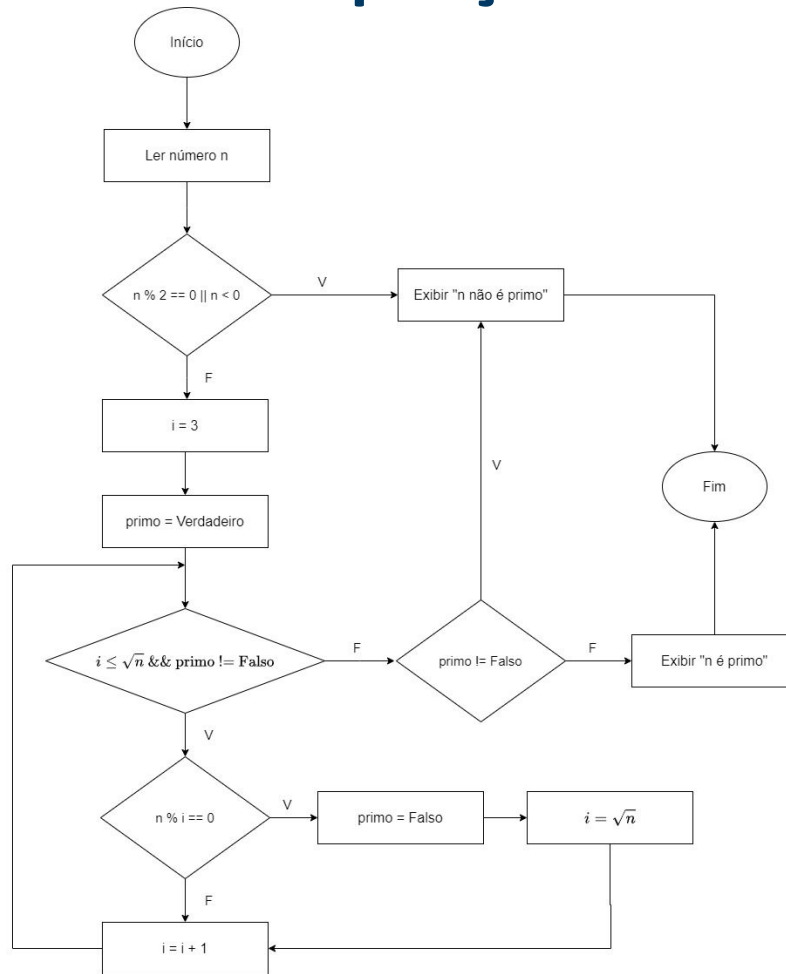 Início
Ler número n
n % 2 == 0 || n < 0
V
Exibir "n não é primo"
F
i = 3
V
Fim
primo = Verdadeiro
i ≤ √n && primo != Falso
F
primo != Falso
F
Exibir "n é primo"
V
n % i == 0
V
primo = Falso
i = √n
F
i = i + 1